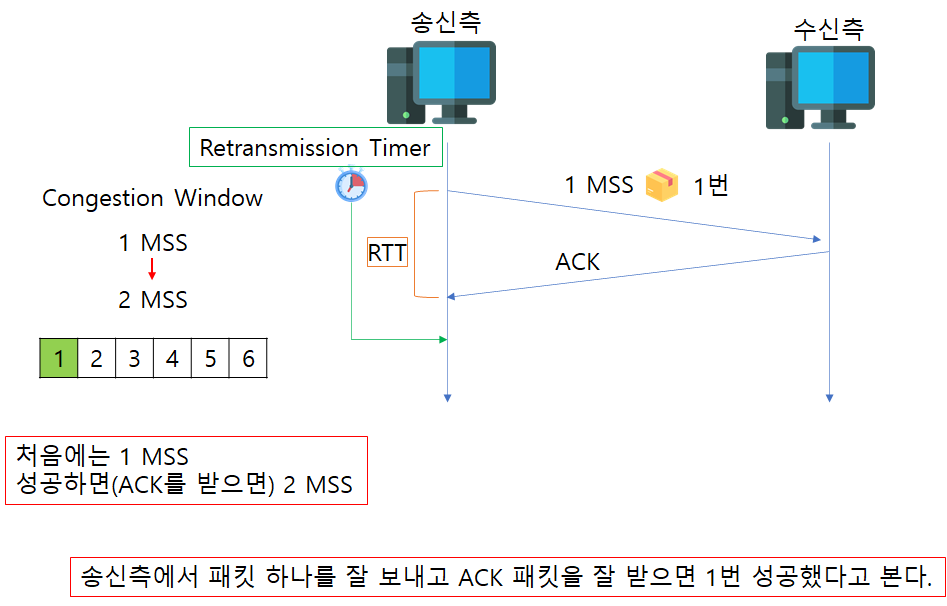 송신측
수신측
Retransmission Timer
Congestion Window
1 MSS
2 MSS
1 2 3 4 5 6
RTT
1 MSS 1번
ACK
처음에는 1 MSS
성공하면(ACK를 받으면) 2 MSS
송신측에서 패킷 하나를 잘 보내고 ACK 패킷을 잘 받으면 1번 성공했다고 본다.